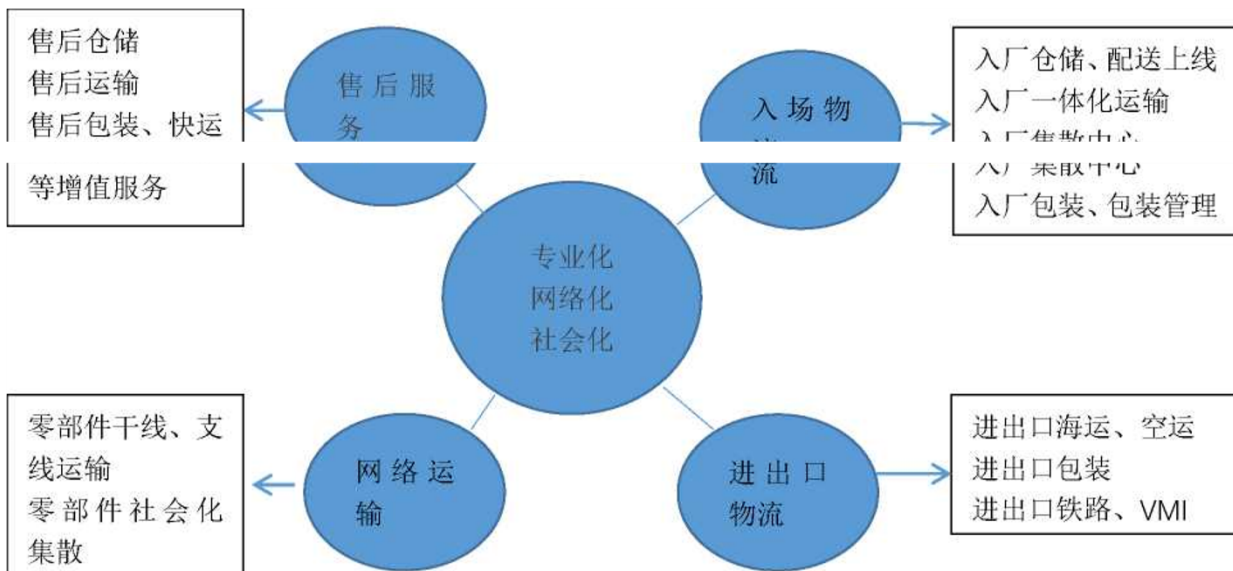 售后仓储
售后运输
售后包装、快运
等增值服务
售后服
务
入场物
流
入厂仓储、配送上线
入厂一体化运输
入厂集散中心
入厂包装、包装管理
专业化
网络化
社会化
零部件干线、支
线运输
零部件社会化
集散
网络运
输
进出口
物流
进出口海运、空运
进出口包装
进出口铁路、VMI